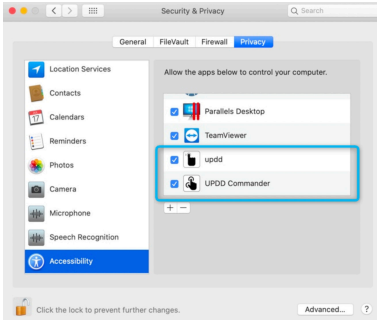 Security & Privacy
Search
General FileVault Firewall Privacy
Location Services
Contacts
17
Calendars
Reminders
Photos
Camera
Microphone
Speech Recognition
Accessibility
Allow the apps below to control your computer.
Parallels Desktop
TeamViewer
updd
UPDD Commander
+ −
Click the lock to prevent further changes.
Advanced... ?